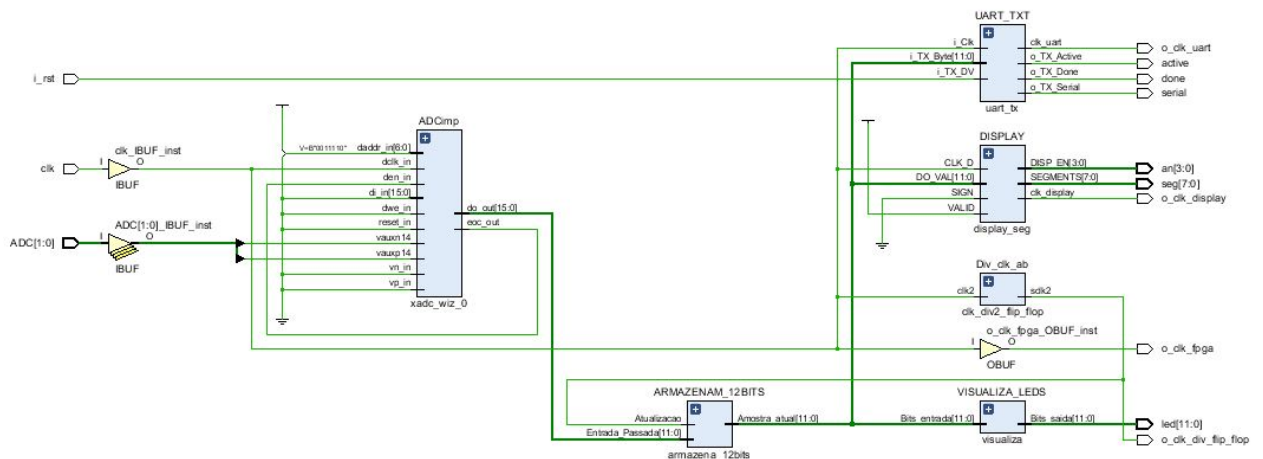 UART_TXT
i_Clk
i_TX_Byte[11:0]
i_TX_DV
clk_uart
o_TX_Active
o_TX_Done
o_TX_Serial
uart_tx
o_clk_uart
active
done
serial
i_rst
ADCimp
V=B"0011110"
daddr_in[6:0]
dclk_in
den_in
di_in[15:0]
dwe_in
reset_in
vauxn14
vauxp14
vn_in
vp_in
do_out[15:0]
eoc_out
xadc_wiz_0
clk_IBUF_inst
clk
I
O
IBUF
ADC[1:0]_IBUF_inst
ADC[1:0]
I
O
IBUF
DISPLAY
CLK_D
DO_VAL[11:0]
SIGN
VALID
DISP_EN[3:0]
SEGMENTS[7:0]
clk_display
display_seg
an[3:0]
seg[7:0]
o_clk_display
Div_clk_ab
clk2
sclk2
clk_div2_flip_flop
o_clk_fpga_OBUF_inst
I
O
OBUF
o_clk_fpga
ARMAZENAM_12BITS
Atualizacao
Entrada_Passada[11:0]
Amostra_atual[11:0]
armazena_12bits
VISUALIZA_LEDS
Bits_entrada[11:0]
Bits_saida[11:0]
visualiza
led[11:0]
o_clk_div_flip_flop